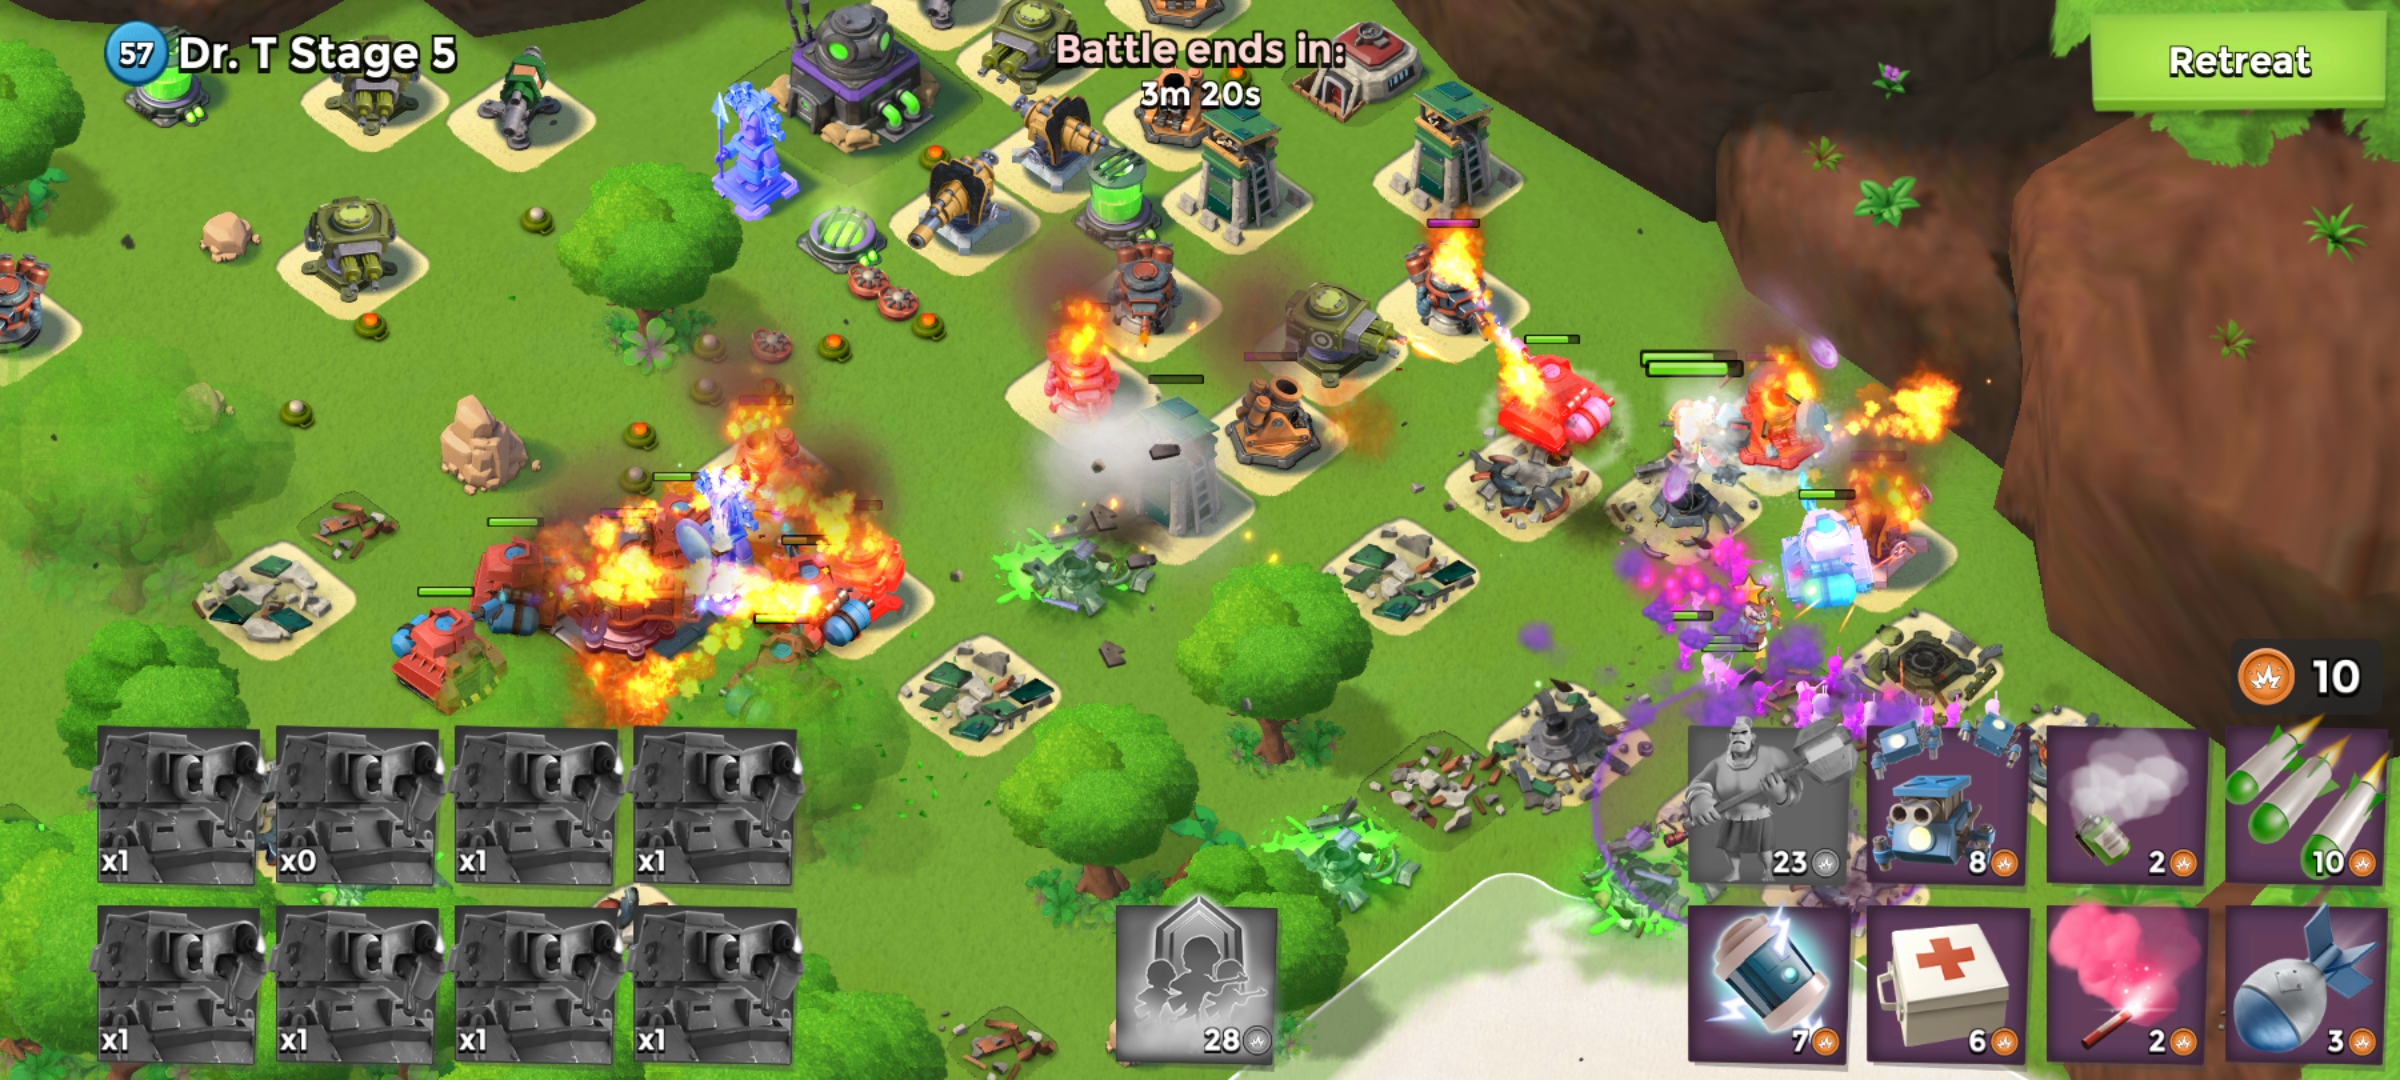 57 Dr. T Stage 5
Battle ends in:
3m 20s
Retreat
10
x1 x0 x1 x1
23 8 2 10
x1 x1 x1 x1
28
7 6 2 3